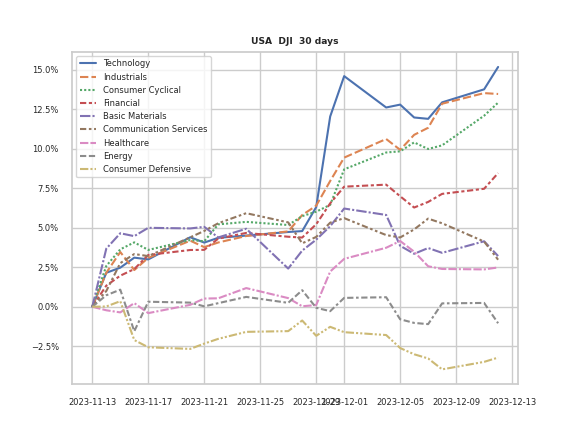 USA DJI 30 days
15.0%
12.5%
10.0%
7.5%
5.0%
2.5%
0.0%
−2.5%
Technology
Industrials
Consumer Cyclical
Financial
Basic Materials
Communication Services
Healthcare
Energy
Consumer Defensive
2023-11-13 2023-11-17 2023-11-21 2023-11-25 2023-11-29 2023-12-01 2023-12-05 2023-12-09 2023-12-13